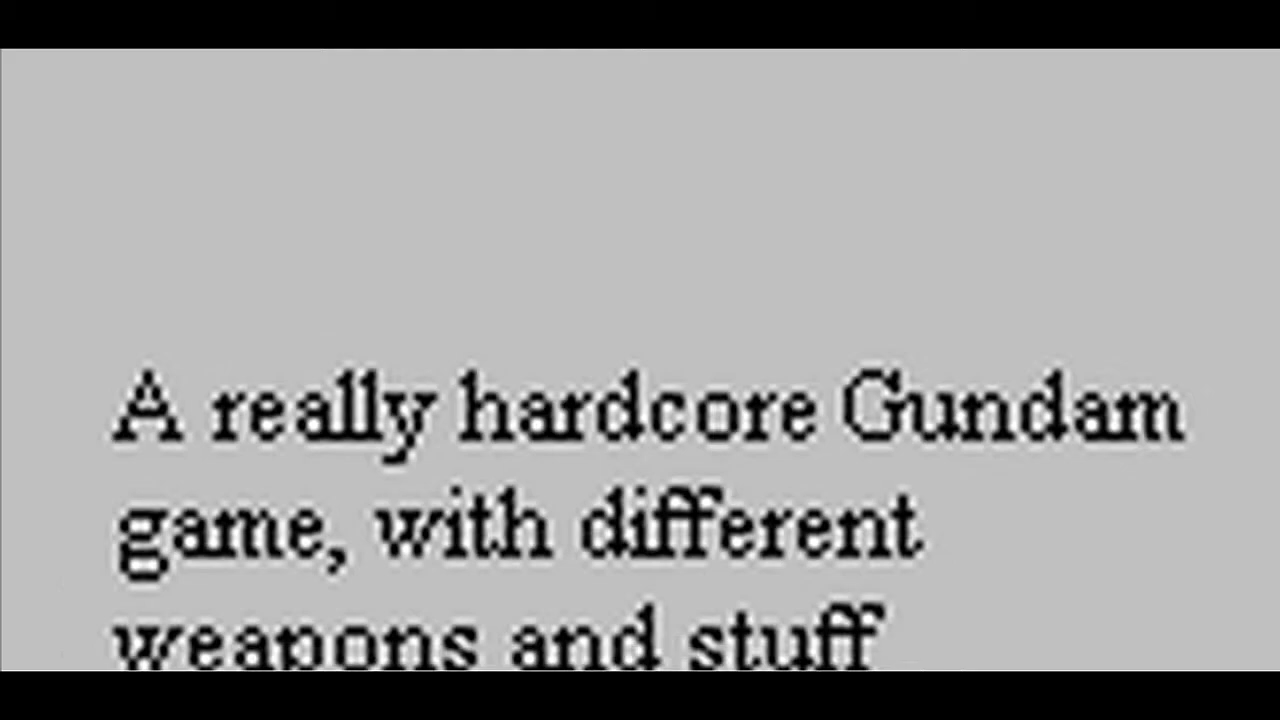 A really hardcore Gundam
game, with different
weapons and stuff